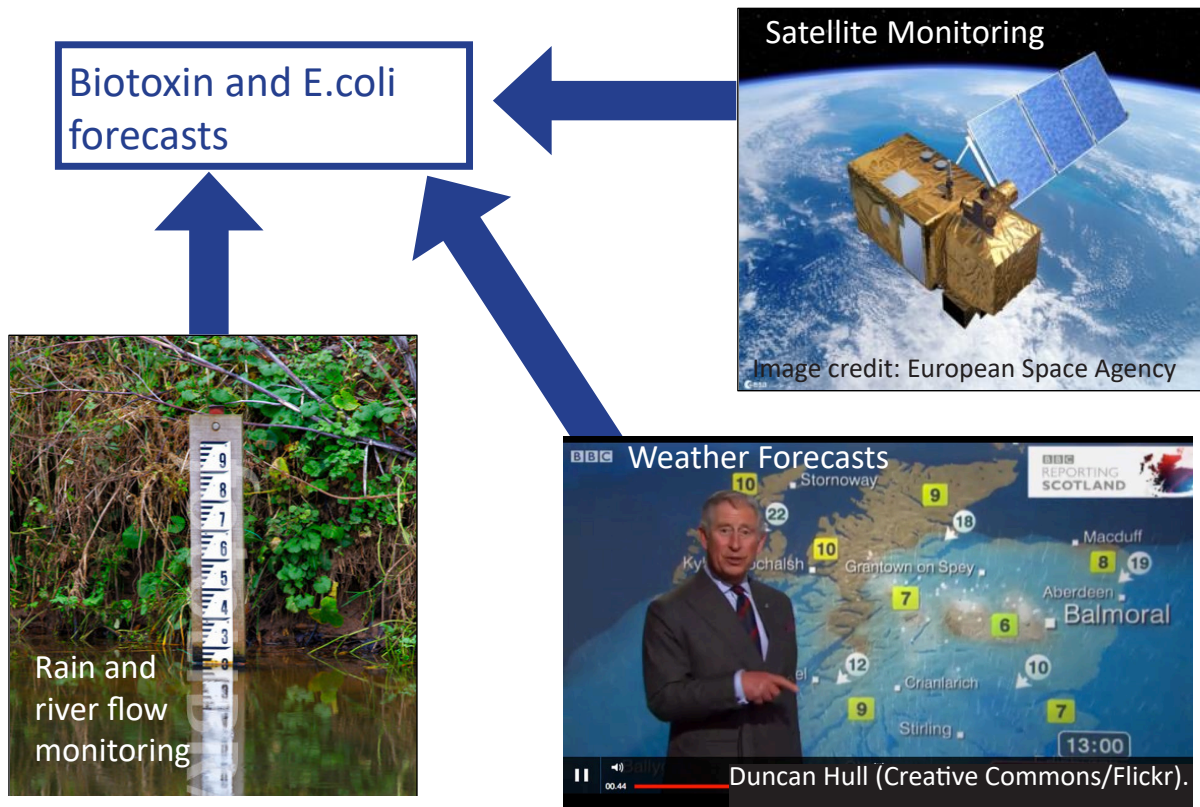 Satellite Monitoring
Biotoxin and E.coli
forecasts
Image credit: European Space Agency
esa
9
8
7
6
5
4
3
Rain and
river flow
monitoring
BBC
Weather Forecasts
BBC
REPORTING
SCOTLAND
10
Stornoway
9
22
18
Macduff
10
Grantown on Spey
8
19
Aberdeen
7
Balmoral
6
12
10
Crianlarich
9
7
Stirling
13:00
00.44
Duncan Hull (Creative Commons/Flickr).